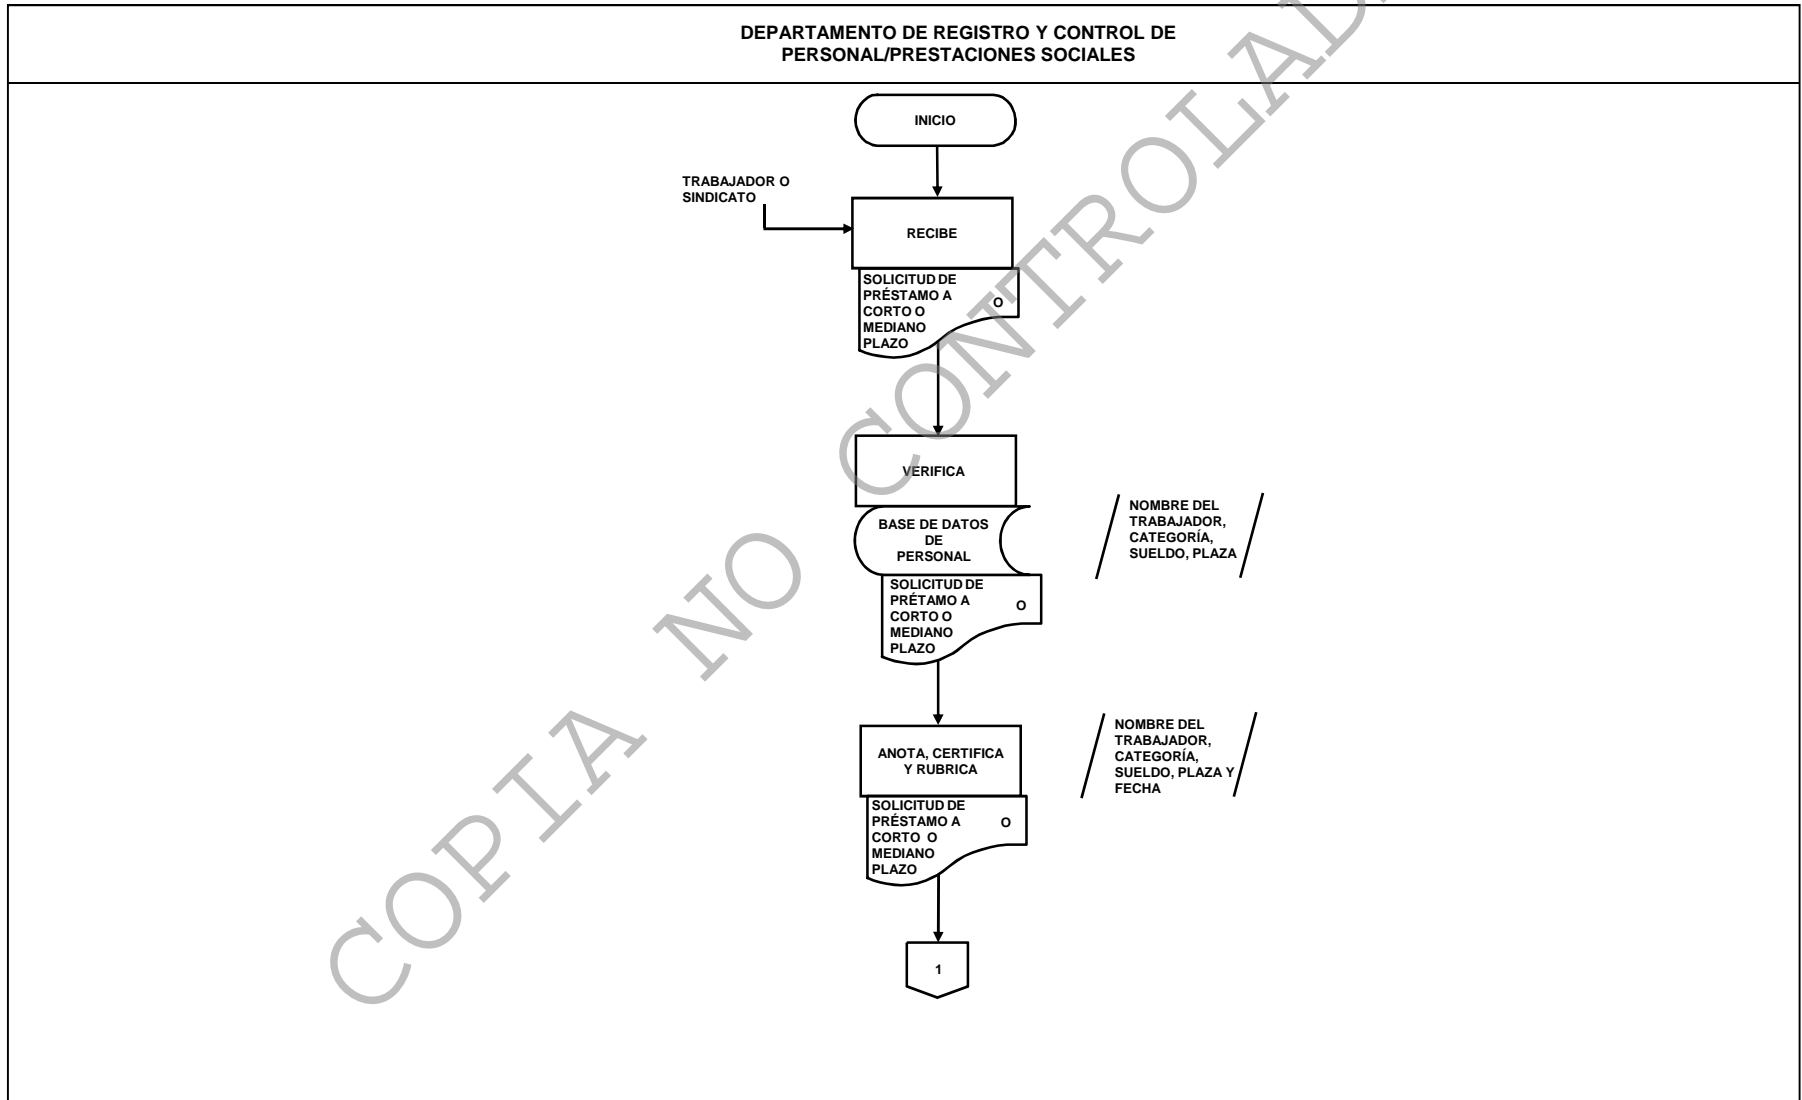 DEPARTAMENTO DE REGISTRO Y CONTROL DE
PERSONAL/PRESTACIONES SOCIALES
INICIO
TRABAJADOR O
SINDICATO
RECIBE
SOLICITUD DE
PRÉSTAMO A
CORTO O
MEDIANO
PLAZO
O
VERIFICA
BASE DE DATOS
DE
PERSONAL
NOMBRE DEL
TRABAJADOR,
CATEGORÍA,
SUELDO, PLAZA
SOLICITUD DE
PRÉTAMO A
CORTO O
MEDIANO
PLAZO
O
ANOTA, CERTIFICA
Y RUBRICA
NOMBRE DEL
TRABAJADOR,
CATEGORÍA,
SUELDO, PLAZA Y
FECHA
SOLICITUD DE
PRÉSTAMO A
CORTO O
MEDIANO
PLAZO
O
1
COPIA NO CONTROLAD